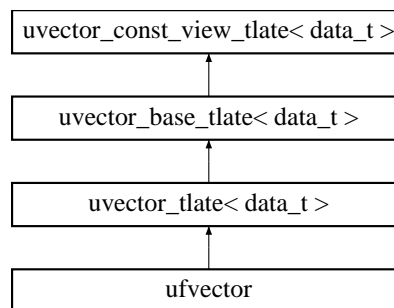 uvector_const_view_tlate< data_t >
uvector_base_tlate< data_t >
uvector_tlate< data_t >
ufvector